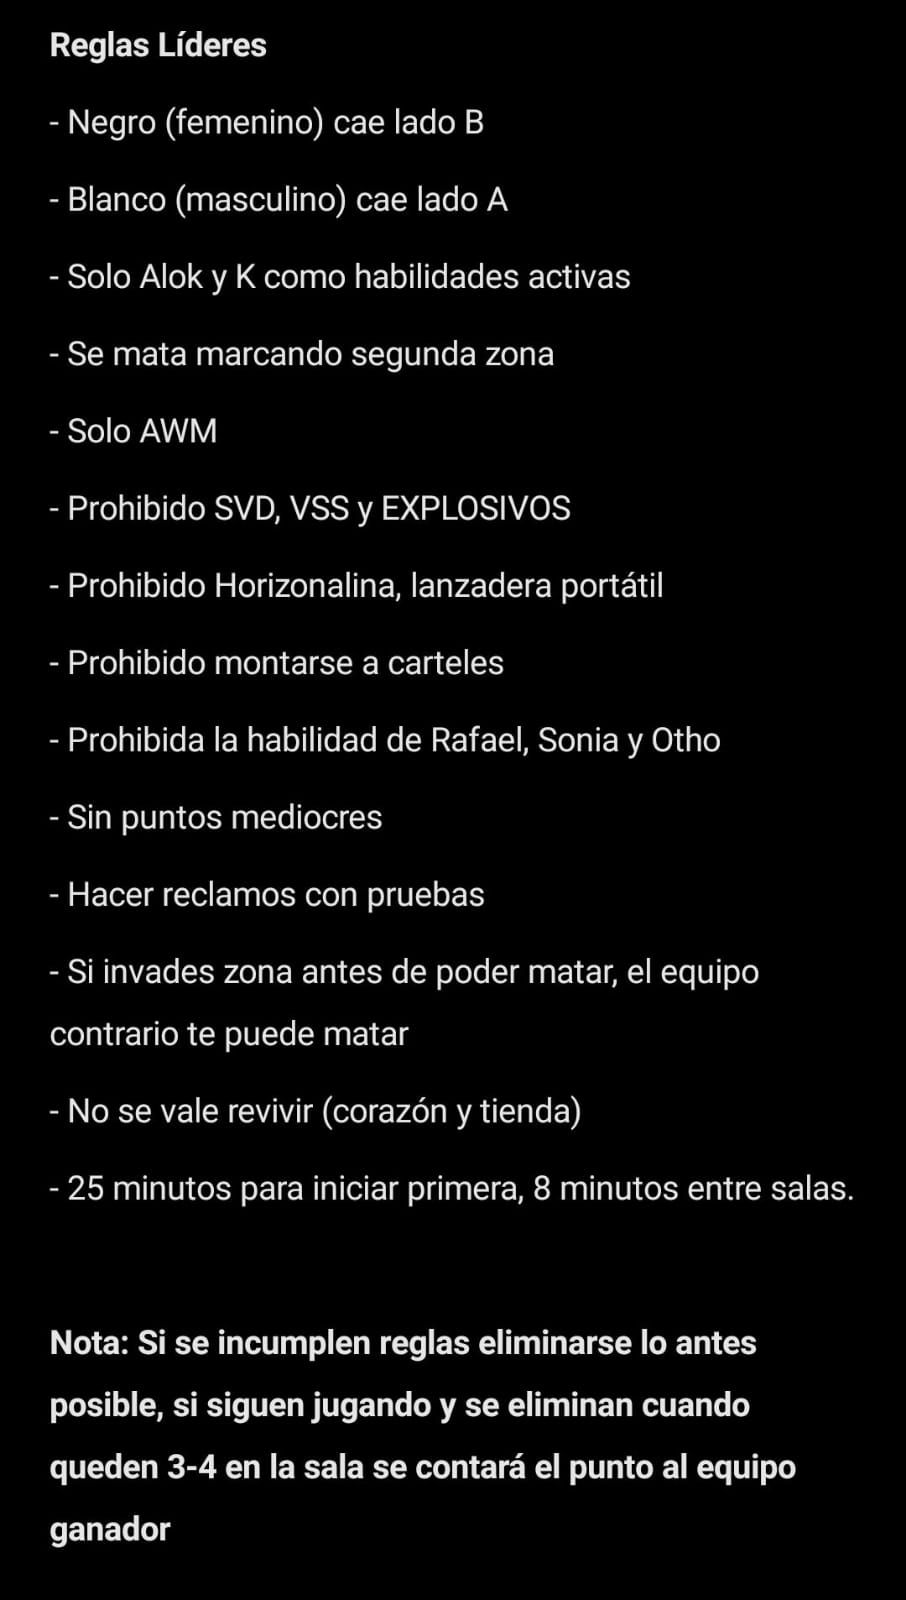 Reglas Líderes
- Negro (femenino) cae lado B
- Blanco (masculino) cae lado A
- Solo Alok y K como habilidades activas
- Se mata marcando segunda zona
- Solo AWM
- Prohibido SVD, VSS y EXPLOSIVOS
- Prohibido Horizonalina, lanzadera portátil
- Prohibido montarse a carteles
- Prohibida la habilidad de Rafael, Sonia y Otho
- Sin puntos mediocres
- Hacer reclamos con pruebas
- Si invades zona antes de poder matar, el equipo
contrario te puede matar
- No se vale revivir (corazón y tienda)
- 25 minutos para iniciar primera, 8 minutos entre salas.
Nota: Si se incumplen reglas eliminarse lo antes
posible, si siguen jugando y se eliminan cuando
queden 3-4 en la sala se contará el punto al equipo
ganador